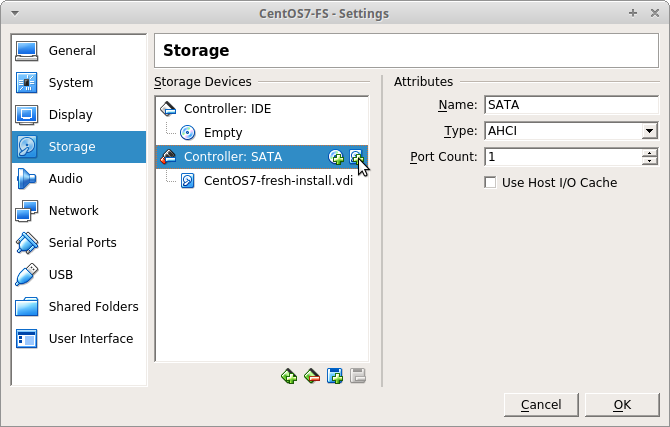 CentOS7-FS - Settings
General
System
Display
Storage
Audio
Network
Serial Ports
USB
Shared Folders
User Interface
Storage
Storage Devices
Controller: IDE
Empty
Controller: SATA
CentOS7-fresh-install.vdi
Attributes
Name: SATA
Type: AHCI
Port Count: 1
Use Host I/O Cache
Cancel
OK